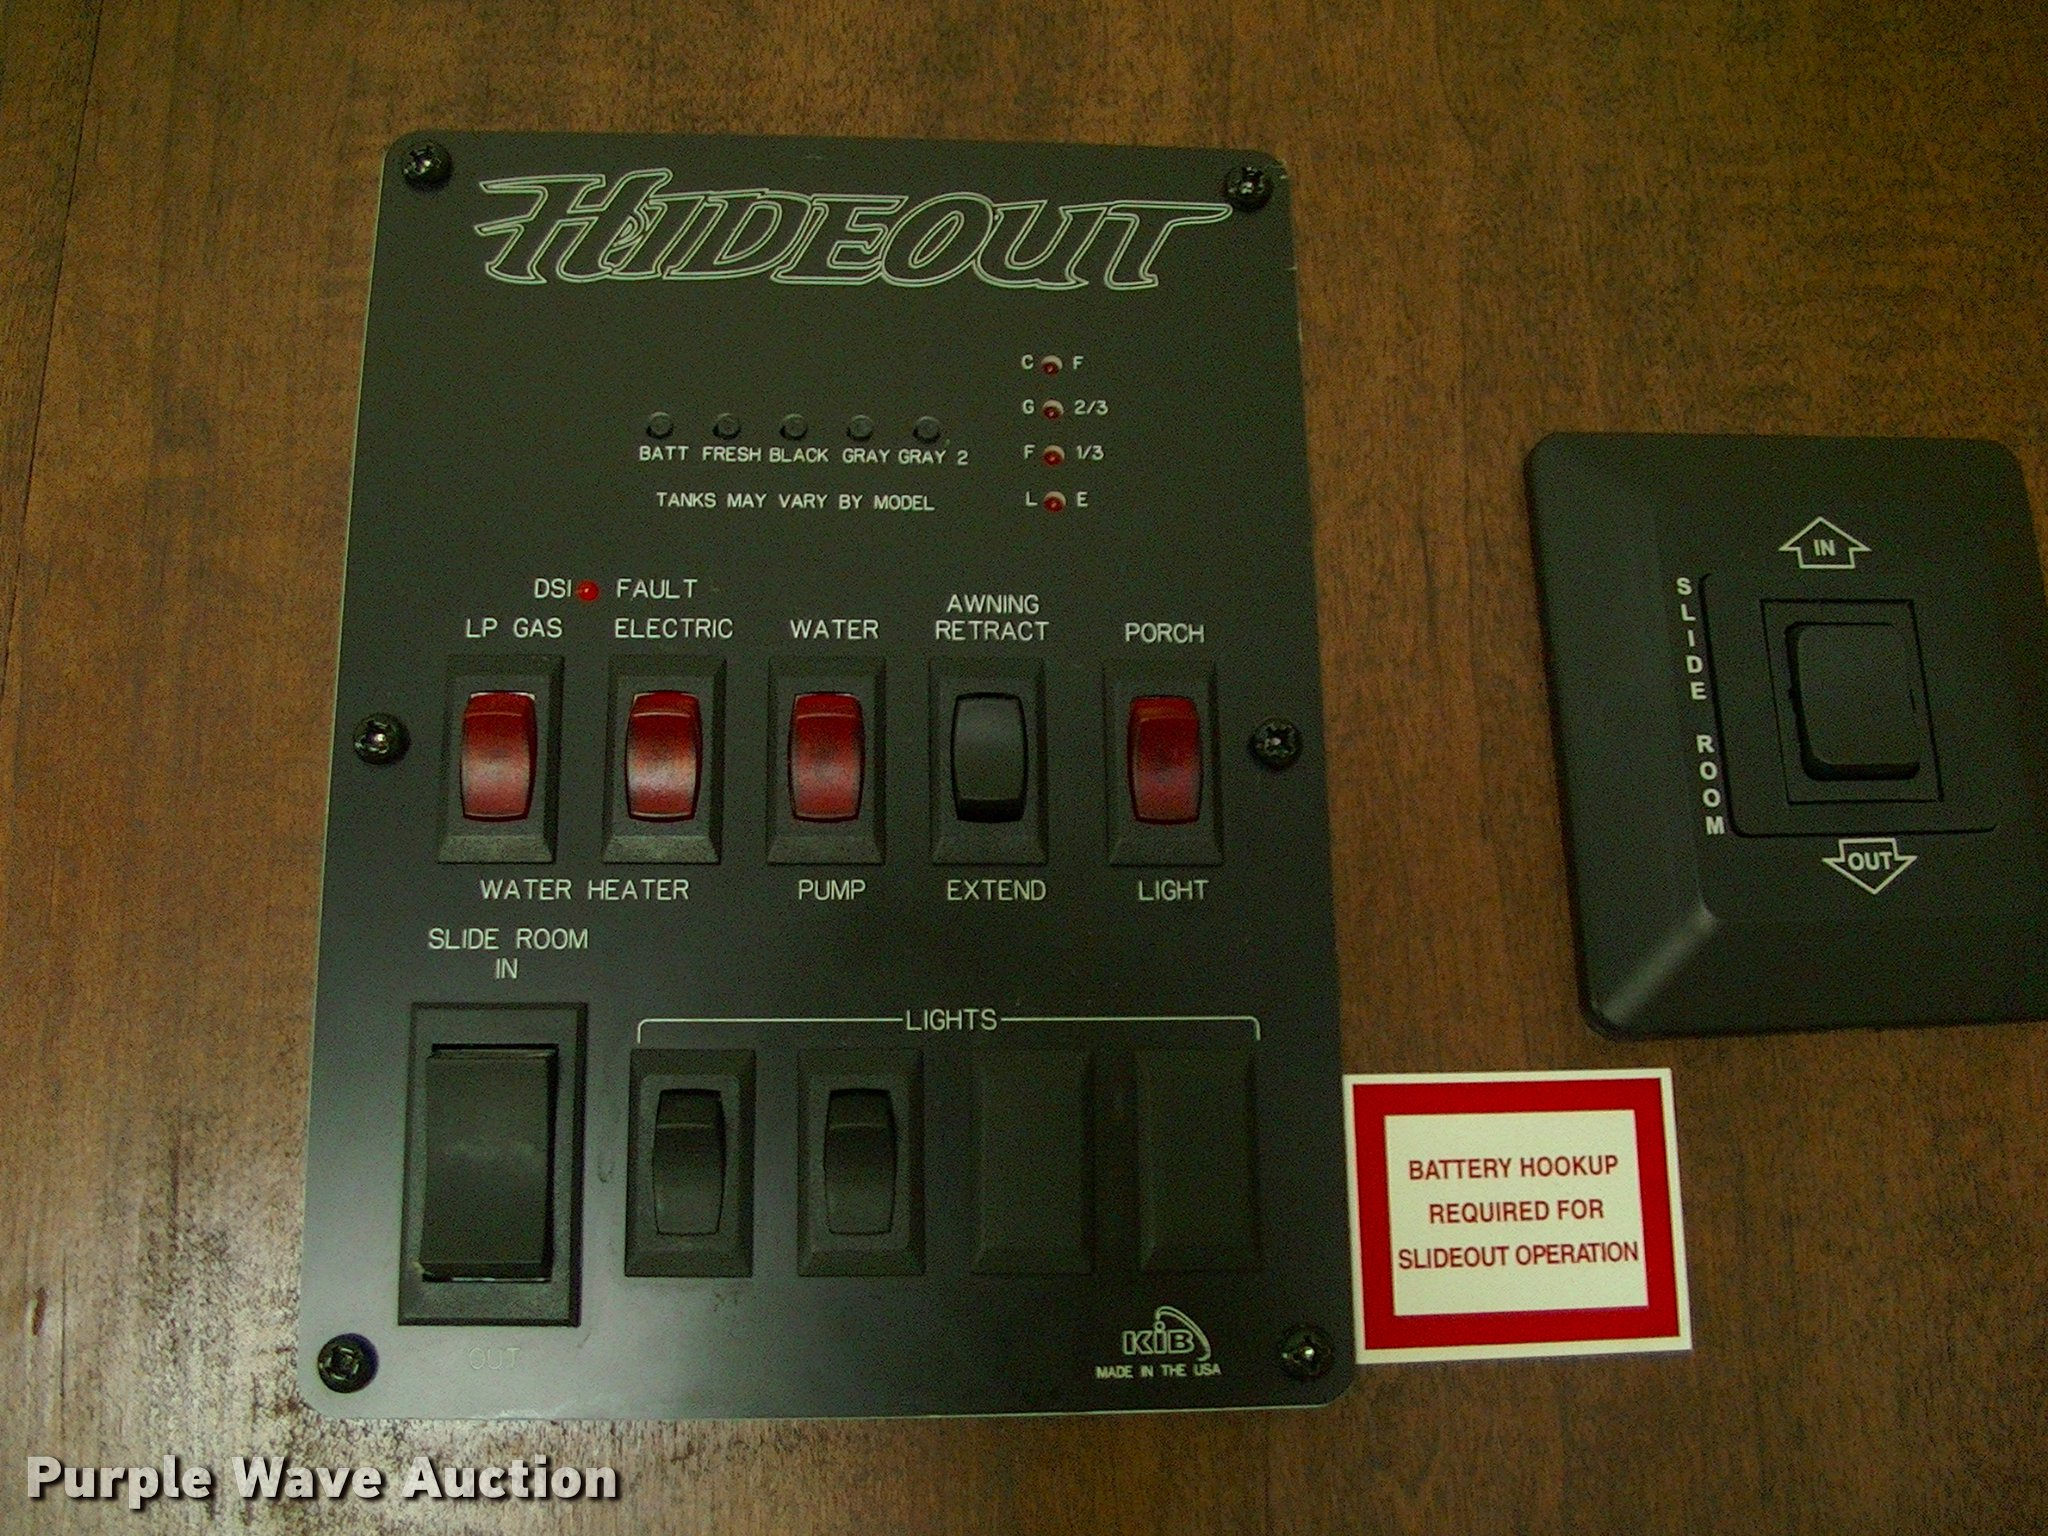 HIDEOUT
C F
G 2/3
F 1/3
L E
BATT FRESH BLACK GRAY GRAY 2
TANKS MAY VARY BY MODEL
DSI FAULT
LP GAS ELECTRIC WATER AWNING RETRACT PORCH
WATER HEATER PUMP EXTEND LIGHT
SLIDE ROOM
IN
LIGHTS
OUT
KIB
MADE IN THE USA
IN
SLIDE ROOM
OUT
BATTERY HOOKUP
REQUIRED FOR
SLIDEOUT OPERATION
Purple Wave Auction